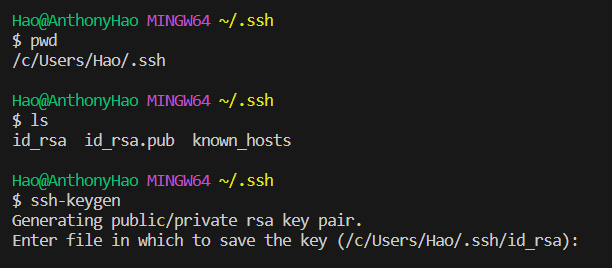 Hao@AnthonyHao MINGW64 ~/.ssh
$ pwd
/c/Users/Hao/.ssh
Hao@AnthonyHao MINGW64 ~/.ssh
$ ls
id_rsa  id_rsa.pub  known_hosts
Hao@AnthonyHao MINGW64 ~/.ssh
$ ssh-keygen
Generating public/private rsa key pair.
Enter file in which to save the key (/c/Users/Hao/.ssh/id_rsa):